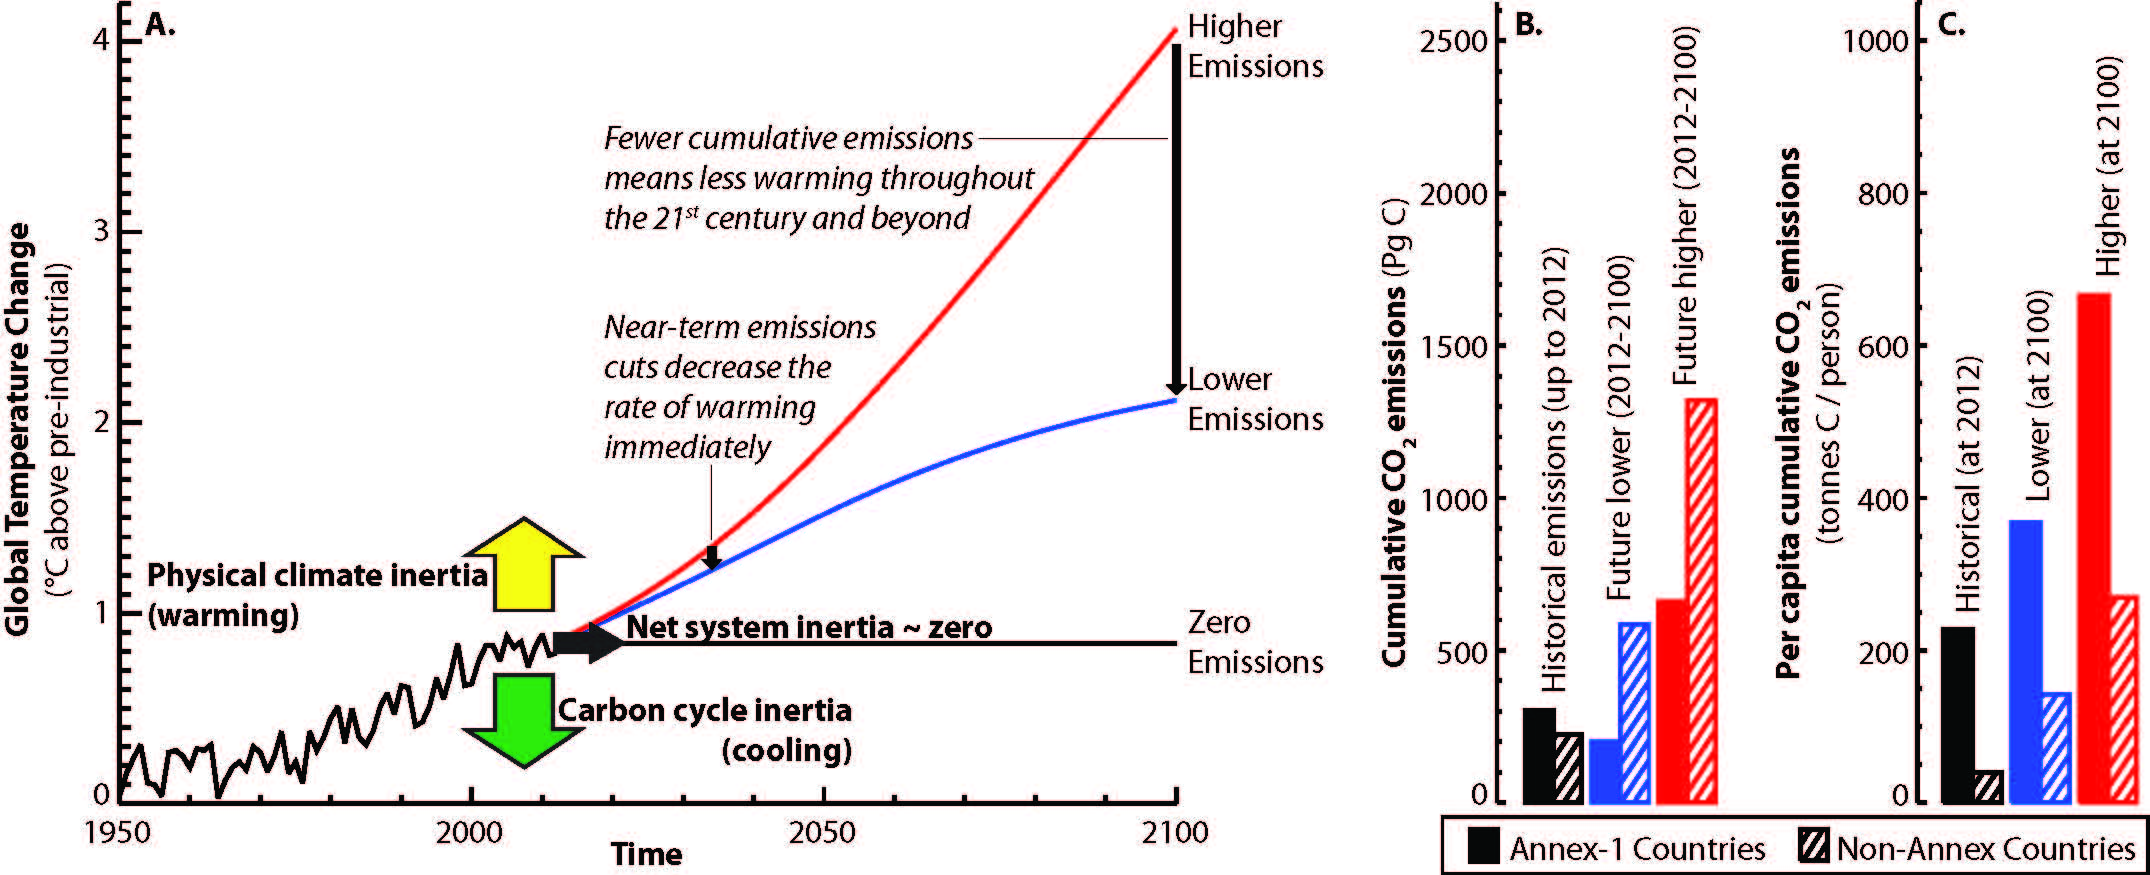 A.
4
3
2
1
0
Global Temperature Change
(°C above pre-industrial)
1950
2000
2050
2100
Time
Higher
Emissions
Fewer cumulative emissions
means less warming throughout
the 21st century and beyond
Near-term emissions
cuts decrease the
rate of warming
immediately
Lower
Emissions
Physical climate inertia
(warming)
Net system inertia ~ zero
Zero
Emissions
Carbon cycle inertia
(cooling)
B.
2500
2000
1500
1000
500
0
Cumulative CO2 emissions (Pg C)
Historical emissions (up to 2012)
Future lower (2012-2100)
Future higher (2012-2100)
C.
1000
800
600
400
200
0
Per capita cumulative CO2 emissions
(tonnes C / person)
Historical (at 2012)
Lower (at 2100)
Higher (at 2100)
Annex-1 Countries
Non-Annex Countries